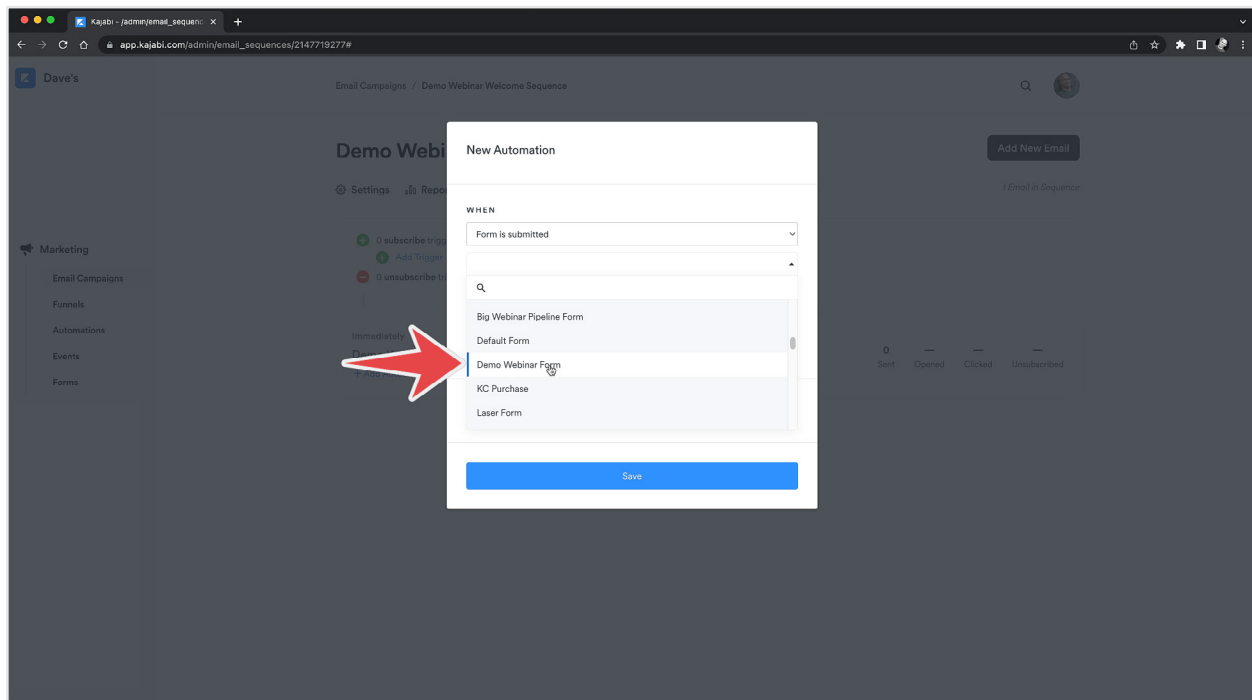 Kajabi - /admin/email_sequenc
app.kajabi.com/admin/email_sequences/2147719277#
Dave's
Email Campaigns / Demo Webinar Welcome Sequence
Demo Webi
New Automation
Add New Email
Settings Repo
1 Email in Sequence
WHEN
Form is submitted
0 subscribe trigg
Add Trigger
0 unsubscribe tri
Marketing
Email Campaigns
Funnels
Automations
Events
Forms
Immediately
Big Webinar Pipeline Form
Default Form
Demo Webinar Form
KC Purchase
Laser Form
0 — — —
Sent Opened Clicked Unsubscribed
Save